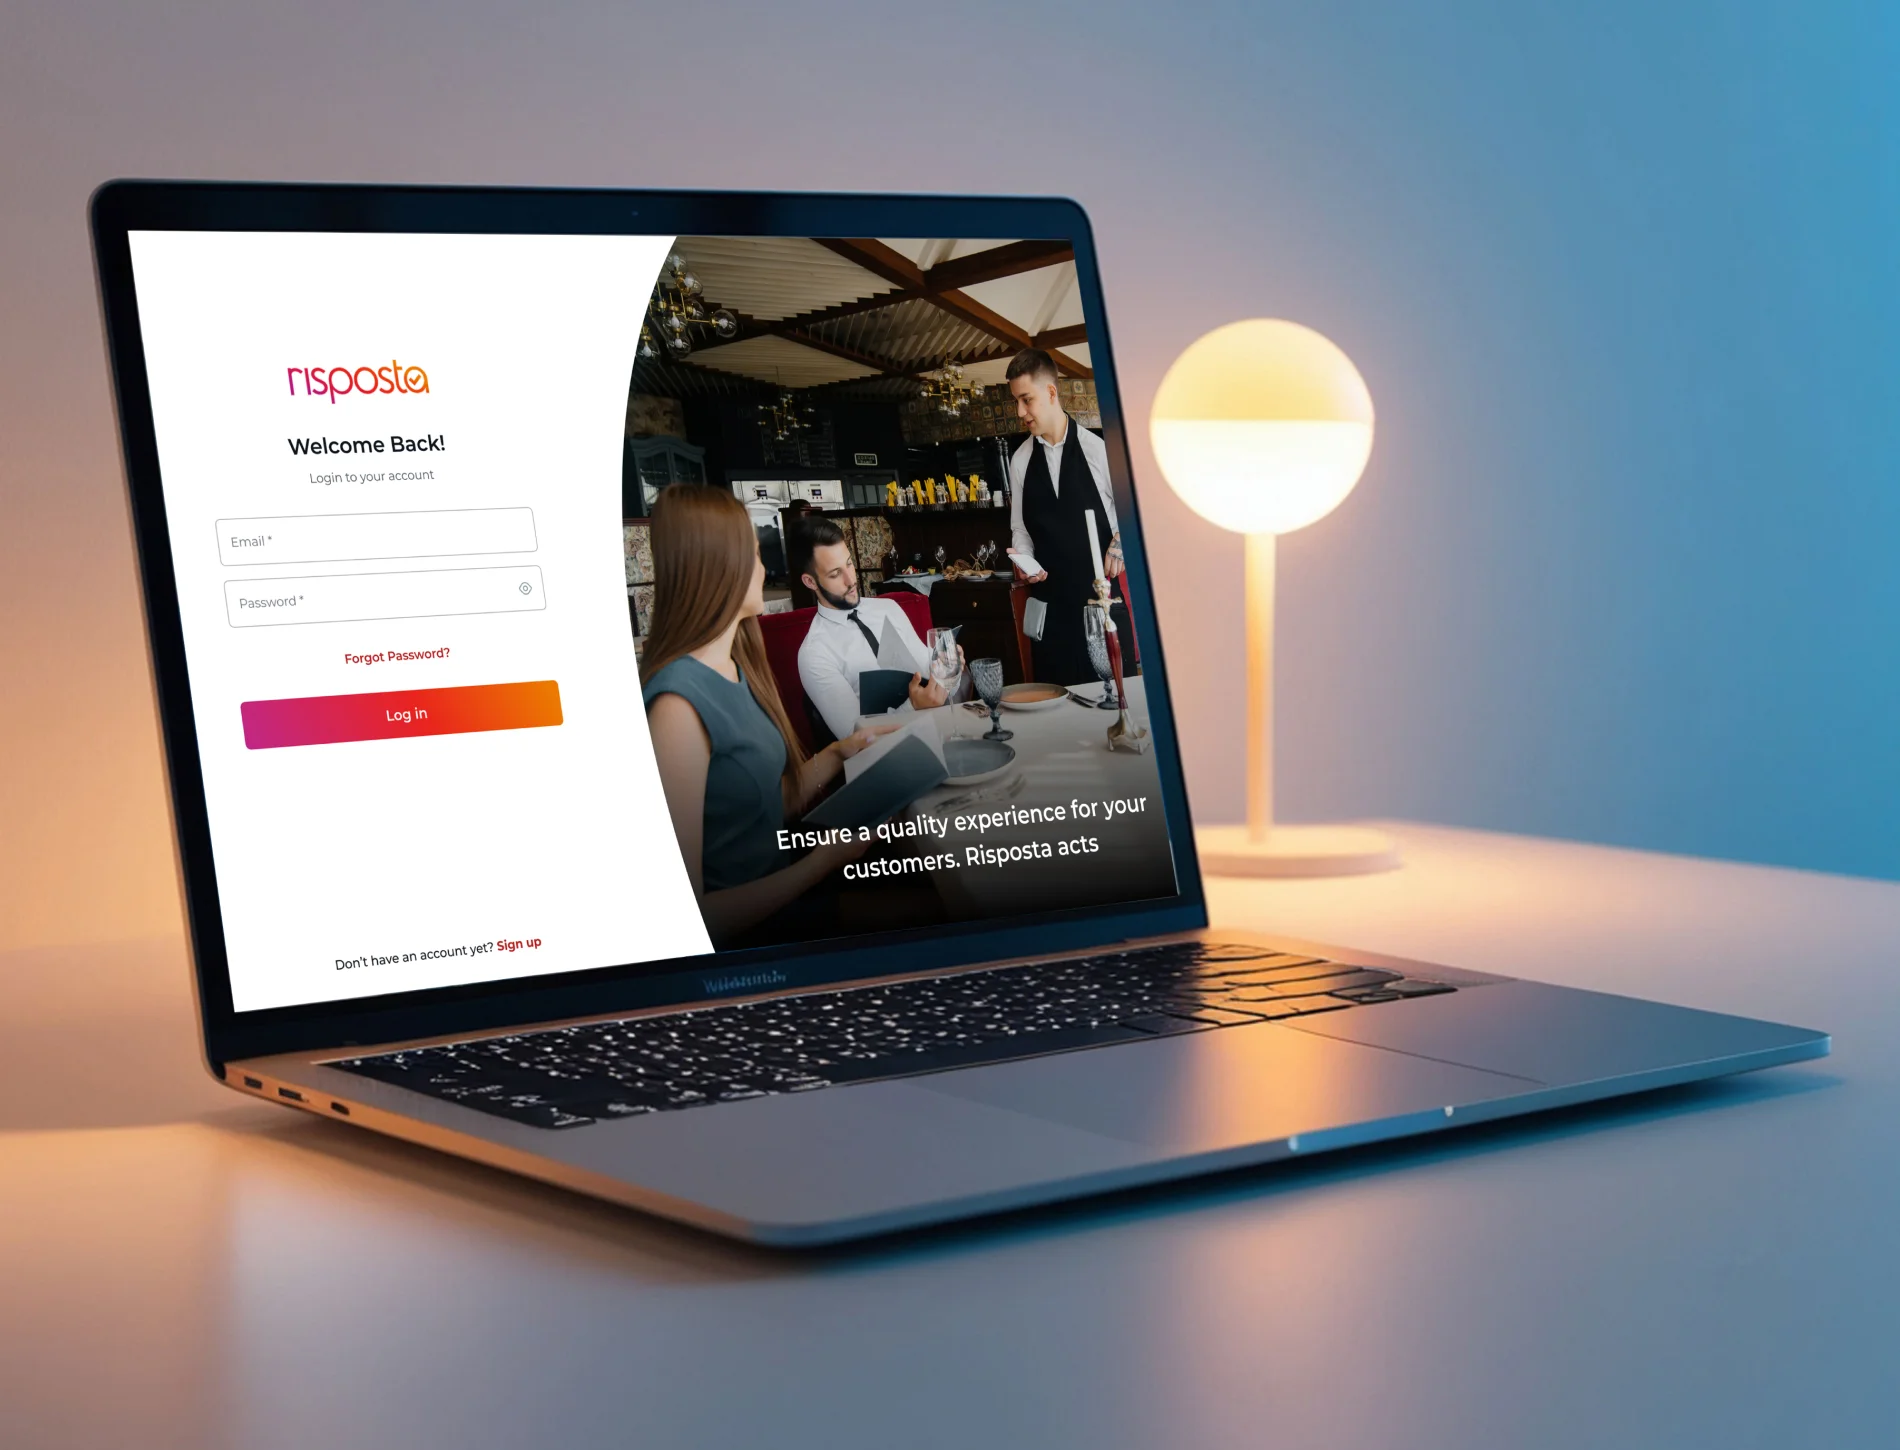 risposta
Welcome Back!
Login to your account
Email *
Password *
Forgot Password?
Log in
Don't have an account yet? Sign up
Ensure a quality experience for your
customers. Risposta acts